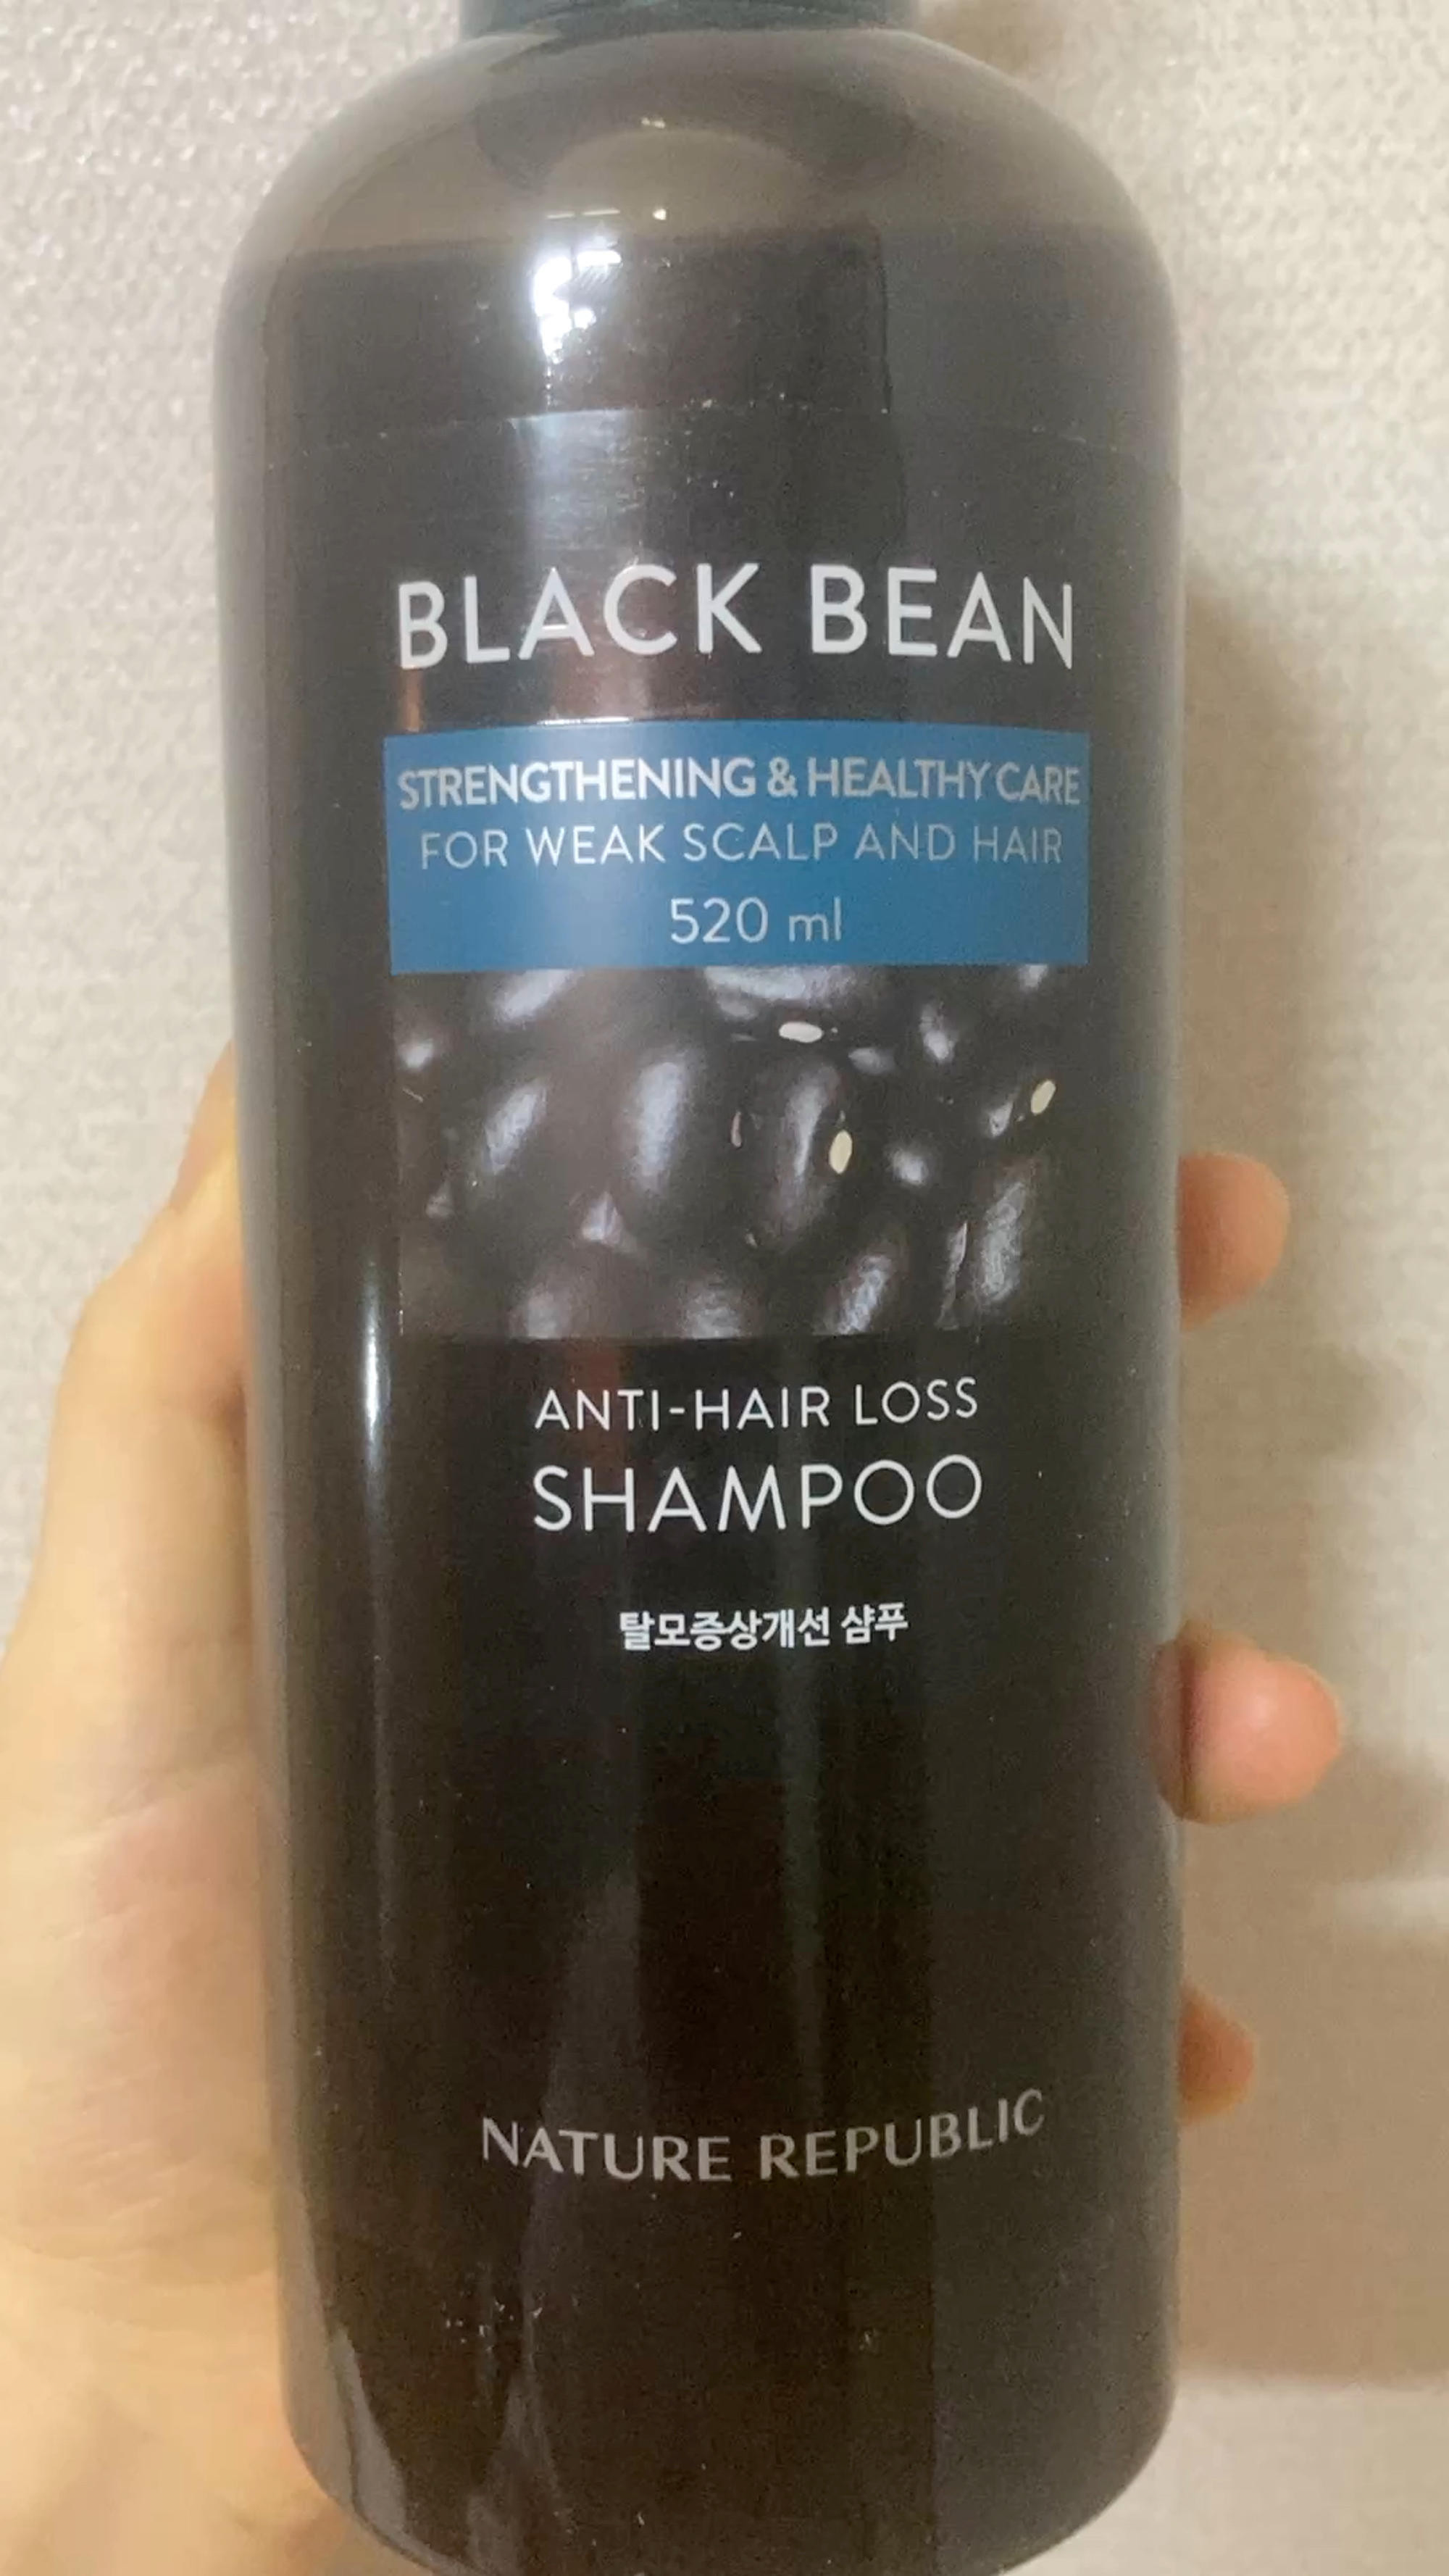 BLACK BEAN
STRENGTHENING & HEALTHY CARE
FOR WEAK SCALP AND HAIR
520 ml
ANTI-HAIR LOSS
SHAMPOO
탈모증상개선 샴푸
NATURE REPUBLIC